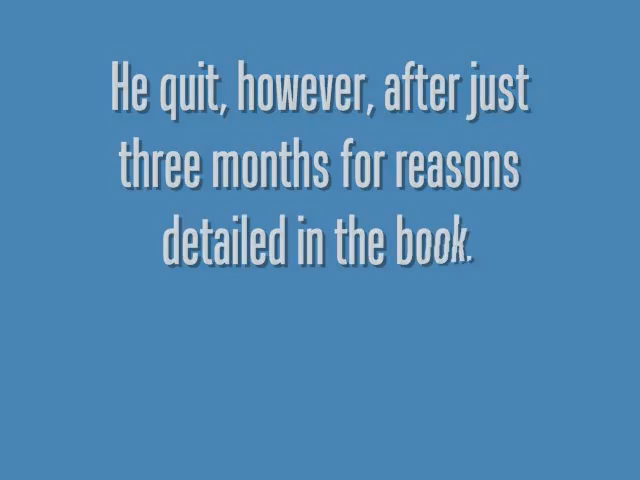 He quit, however, after just
three months for reasons
detailed in the book.